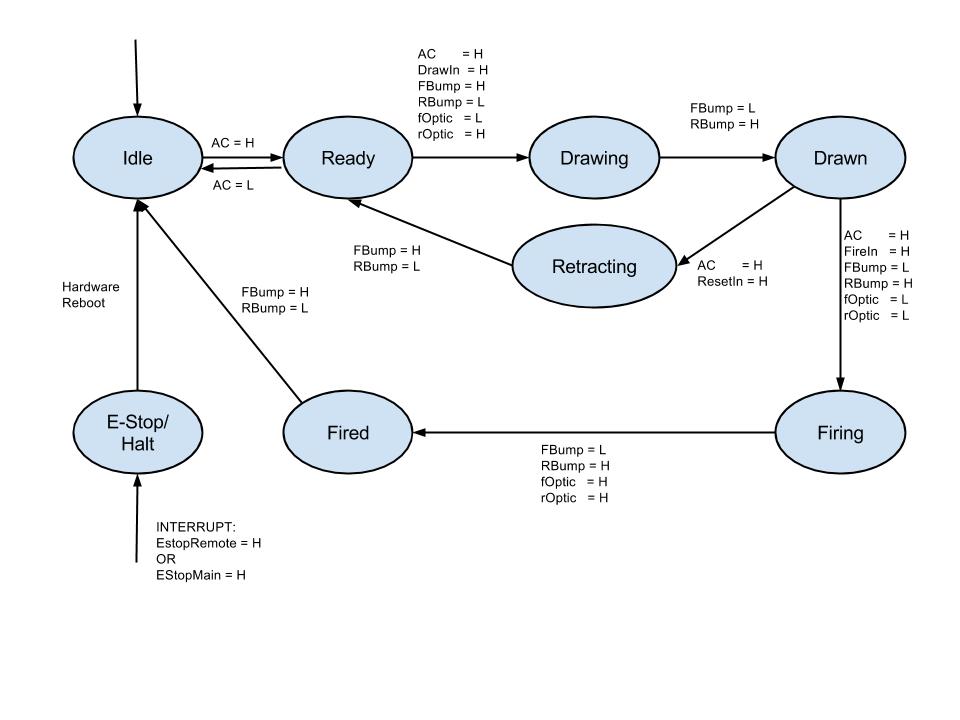 AC = H
DrawIn = H
FBump = H
RBump = L
fOptic = L
rOptic = H
FBump = L
RBump = H
AC = H
Idle
Ready
Drawing
Drawn
AC = L
AC = H
FireIn = H
FBump = L
RBump = H
fOptic = L
rOptic = L
FBump = H
RBump = L
Retracting
AC = H
ResetIn = H
Hardware
Reboot
FBump = H
RBump = L
E-Stop/
Halt
Fired
Firing
FBump = L
RBump = H
fOptic = H
rOptic = H
INTERRUPT:
EstopRemote = H
OR
EStopMain = H